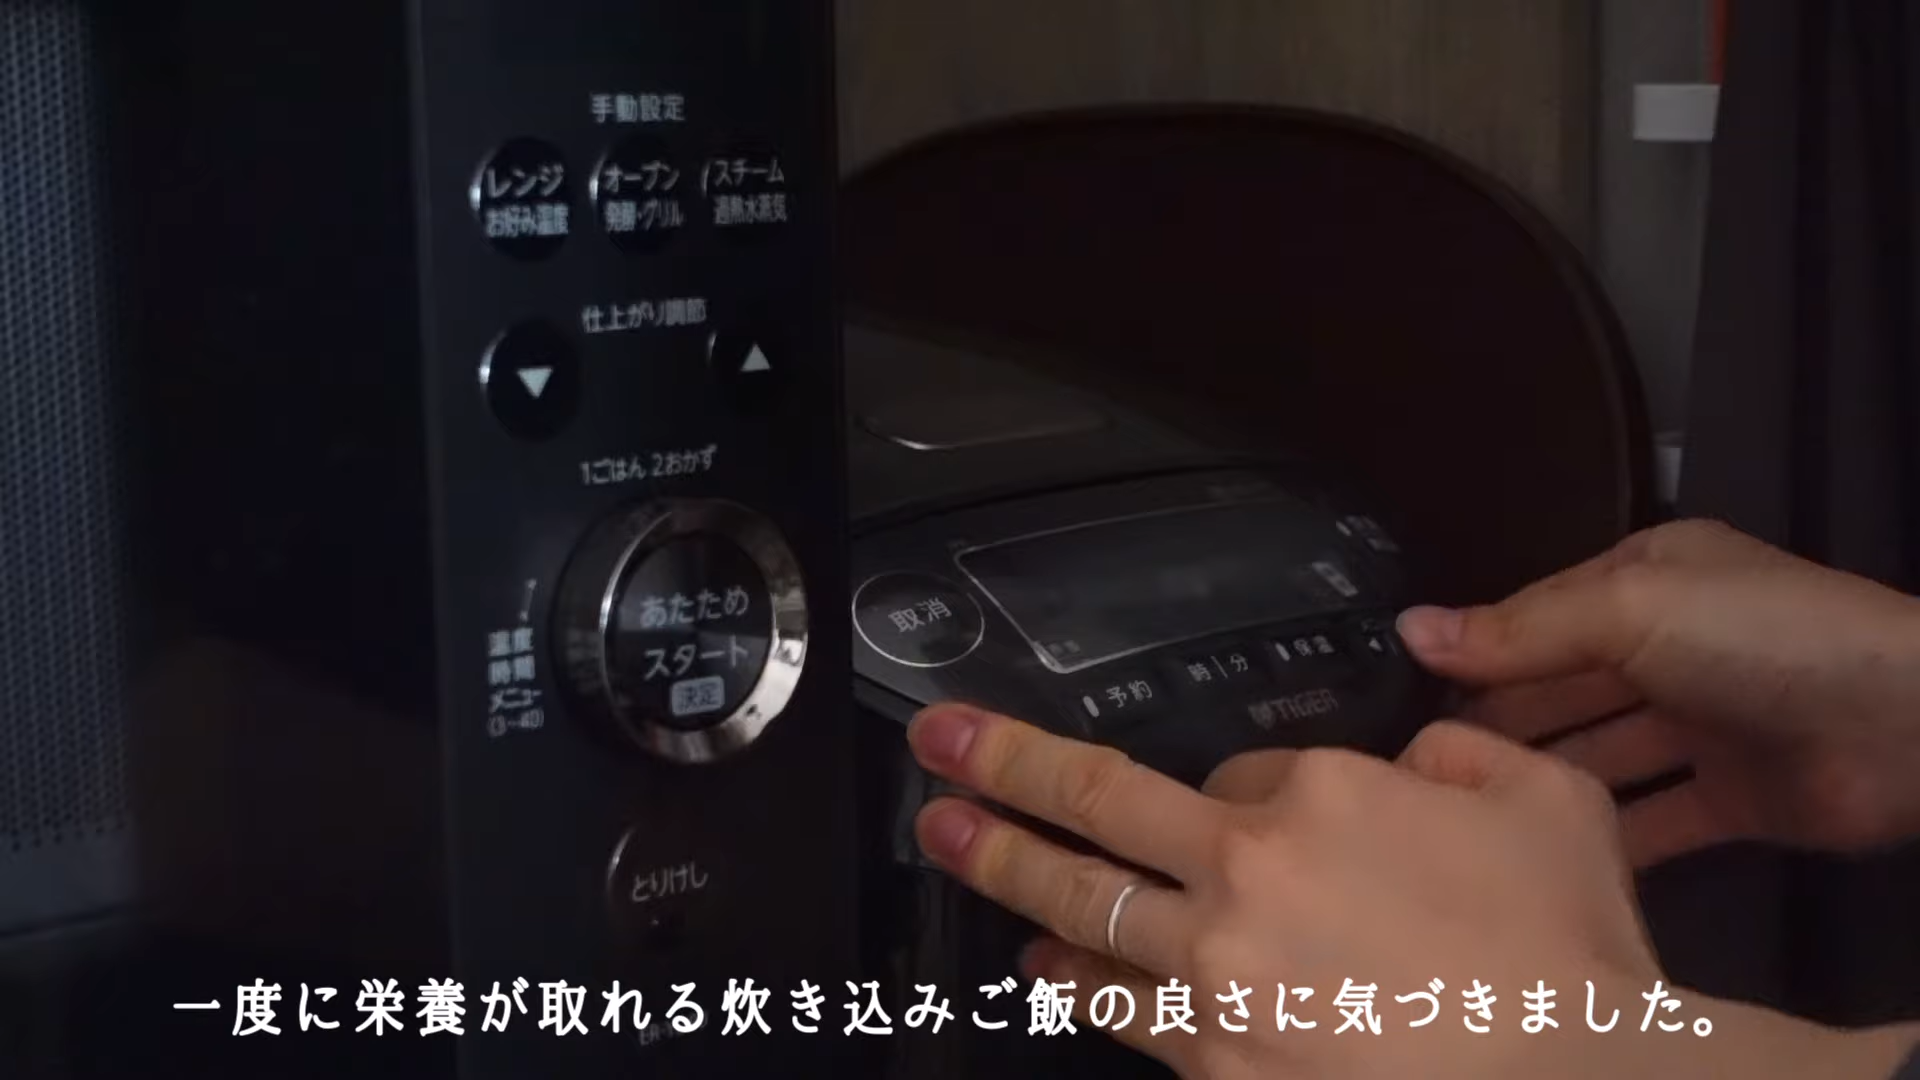 手動設定
レンジ
お好み温度
オーブン
発酵・グリル
スチーム
過熱水蒸気
仕上がり調節
▼
▲
1ごはん 2おかず
あたため
スタート
決定
温度
時間
メニュー
(3~40)
とりけし
取消
予約
時|分
保温
TIGER
一度に栄養が取れる炊き込みご飯の良さに気づきました。